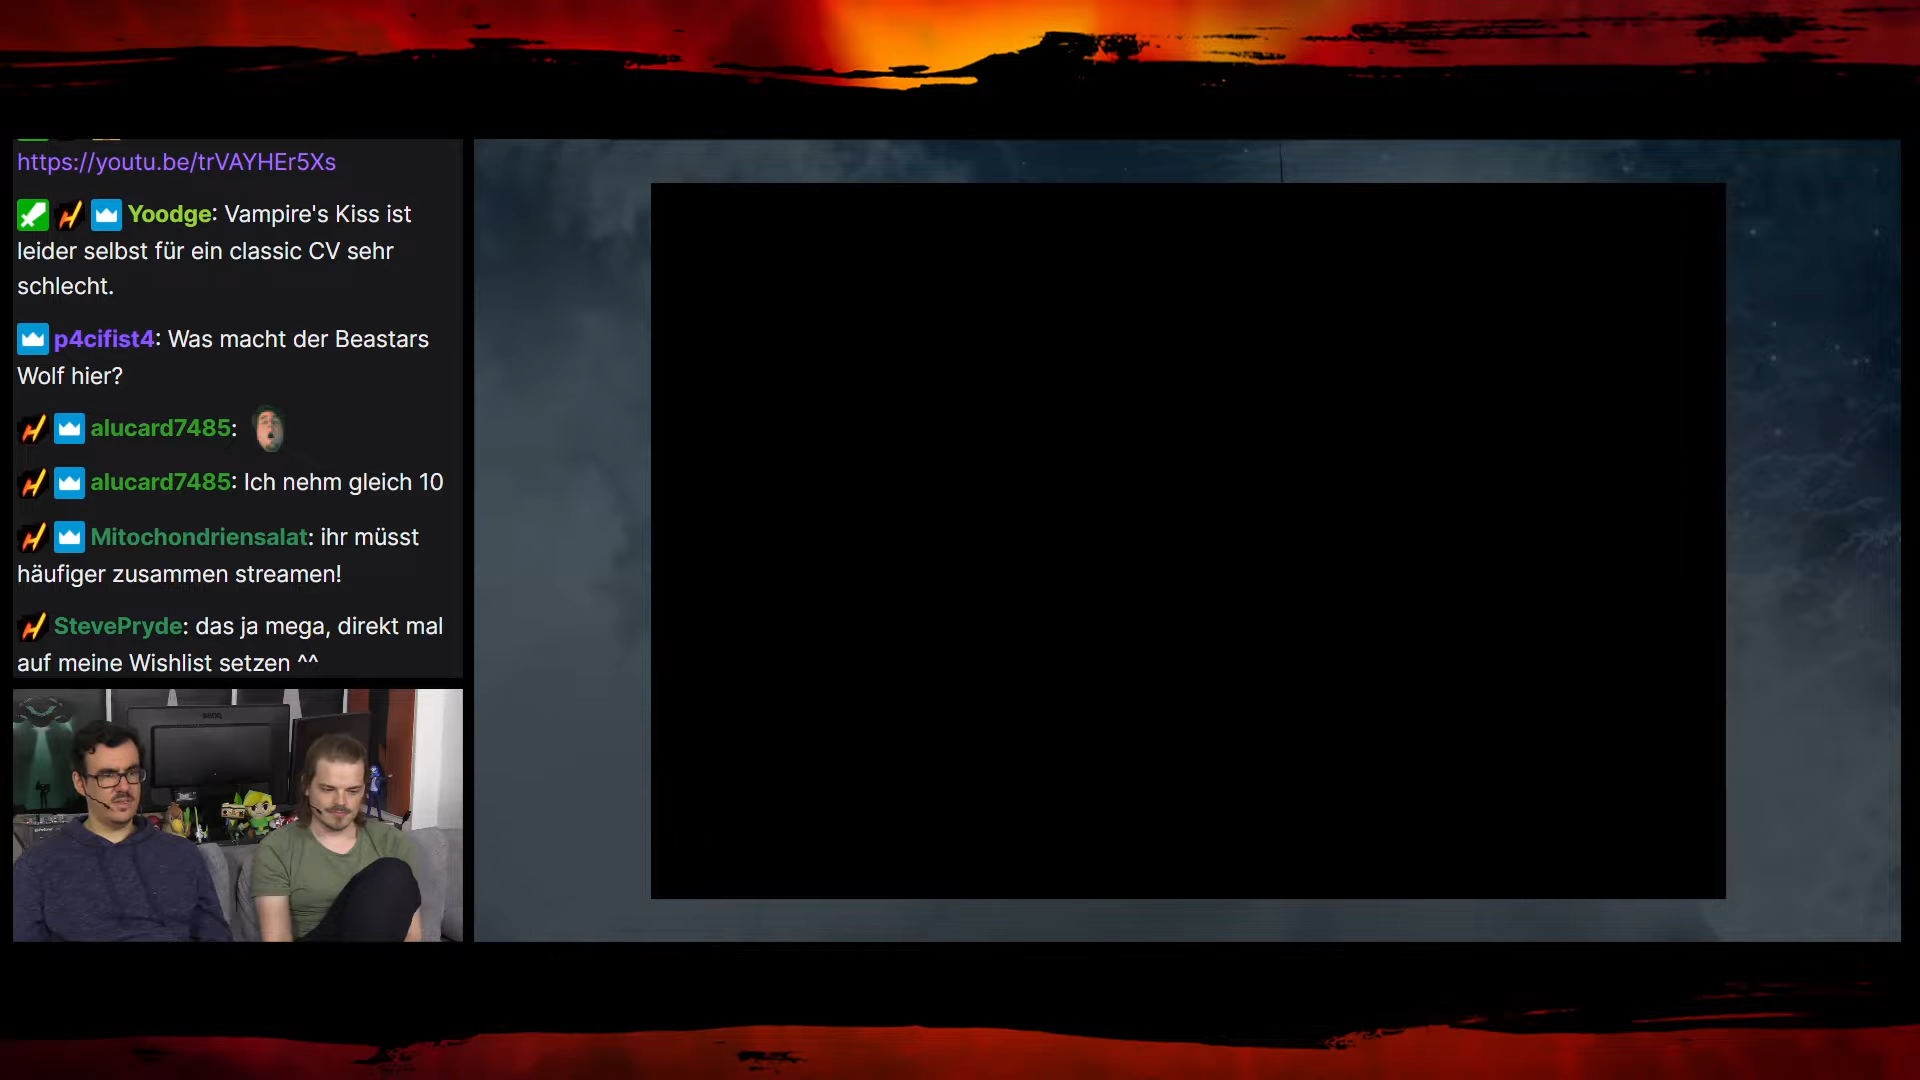 https://youtu.be/trVAYHEr5Xs
Yoodge: Vampire's Kiss ist
leider selbst für ein classic CV sehr
schlecht.
p4cifist4: Was macht der Beastars
Wolf hier?
alucard7485:
alucard7485: Ich nehm gleich 10
Mitochondriensalat: ihr müsst
häufiger zusammen streamen!
StevePryde: das ja mega, direkt mal
auf meine Wishlist setzen ^^
BenQ